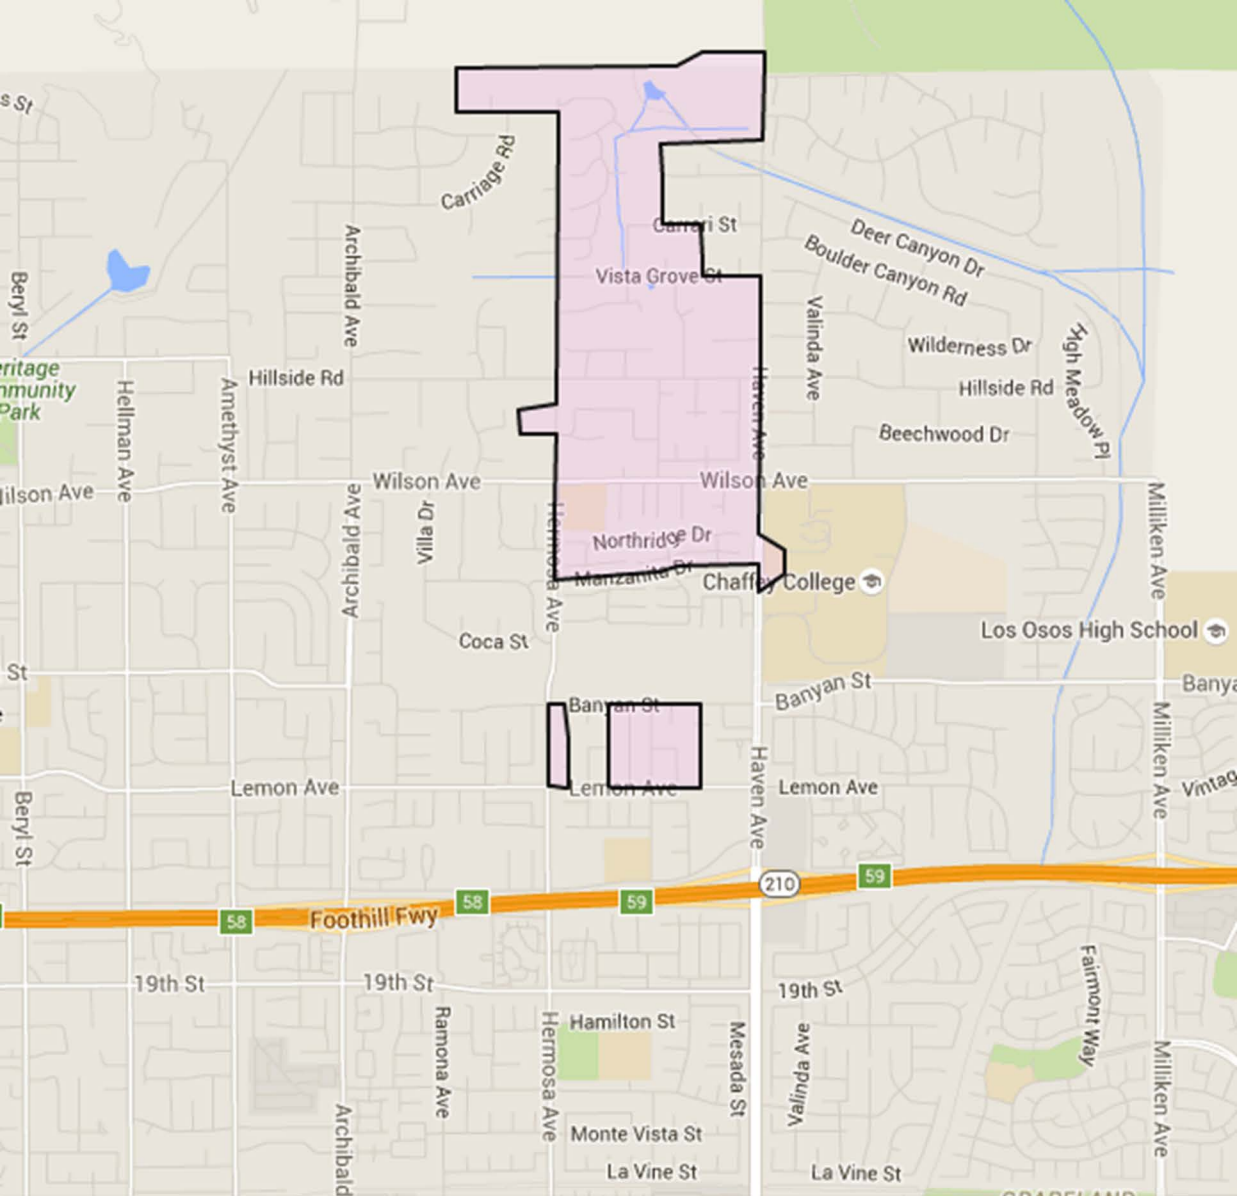 s St
Carriage Rd
Carrari St
Deer Canyon Dr
Boulder Canyon Rd
Archibald Ave
Beryl St
Vista Grove St
Valinda Ave
High Meadow Pl
Wilderness Dr
eritage
mmunity
Park
Hellman Ave
Amethyst Ave
Hillside Rd
Haven Ave
Hillside Rd
Beechwood Dr
Wilson Ave
Wilson Ave
Wilson Ave
Villa Dr
Archibald Ave
Hermosa Ave
Northridge Dr
Manzanita Dr
Chaffey College
Milliken Ave
Coca St
Los Osos High School
St
Banyan St
Banyan St
Banya
Milliken Ave
Lemon Ave
Lemon Ave
Lemon Ave
Haven Ave
Vintag
Beryl St
210
59
58
59
58
Foothill Fwy
19th St
19th St
19th St
Fairmont Way
Ramona Ave
Hermosa Ave
Hamilton St
Mesada St
Valinda Ave
Milliken Ave
Archibald
Monte Vista St
La Vine St
La Vine St